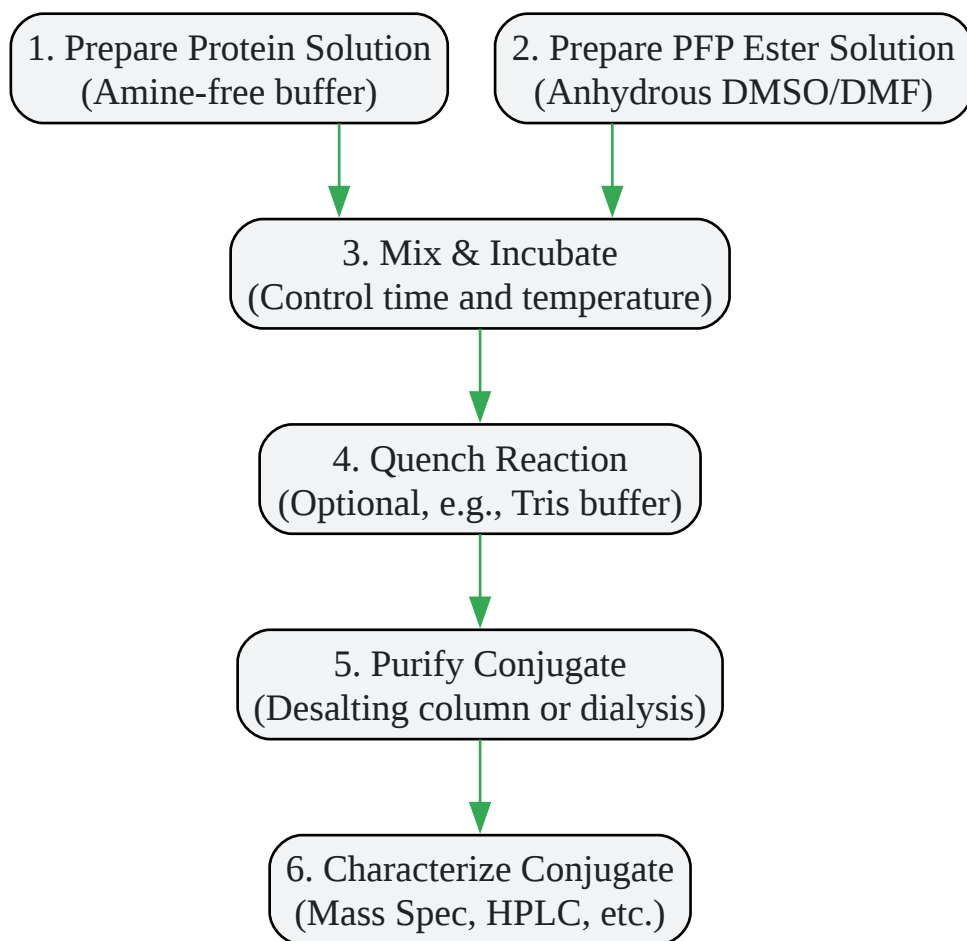 1. Prepare Protein Solution
(Amine-free buffer)
2. Prepare PFP Ester Solution
(Anhydrous DMSO/DMF)
3. Mix & Incubate
(Control time and temperature)
4. Quench Reaction
(Optional, e.g., Tris buffer)
5. Purify Conjugate
(Desalting column or dialysis)
6. Characterize Conjugate
(Mass Spec, HPLC, etc.)